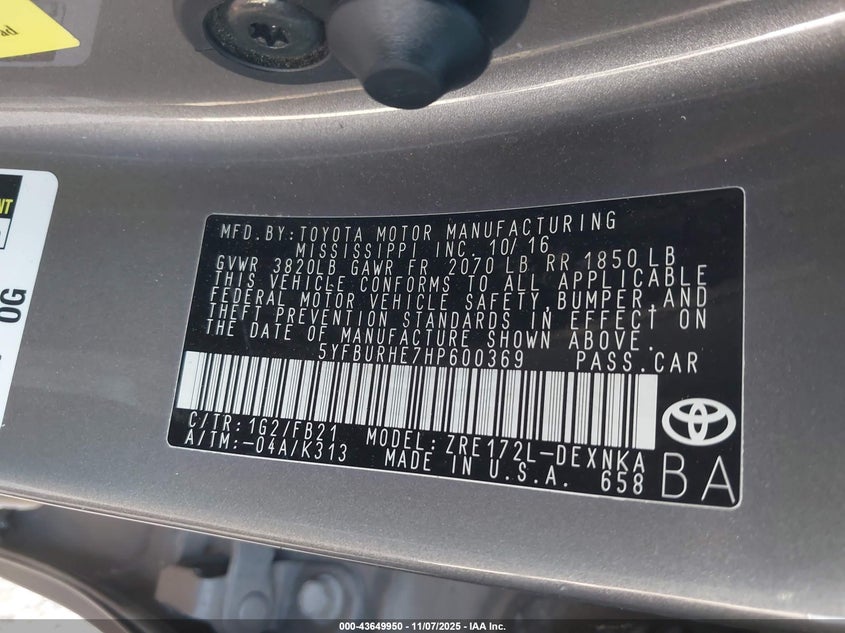 ad
NT
OG
MFD.BY:TOYOTA MOTOR MANUFACTURING
MISSISSIPPI INC. 10/16
GVWR 3820LB GAWR FR 2070 LB RR 1850 LB
THIS VEHICLE CONFORMS TO ALL APPLICABLE
FEDERAL MOTOR VEHICLE SAFETY, BUMPER, AND
THEFT PREVENTION STANDARDS IN EFFECT ON
THE DATE OF MANUFACTURE SHOWN ABOVE.
5YFBURHE7HP600369 PASS.CAR
C/TR:1G2/FB21 MODEL:ZRE172L-DEXNKA
A/TM:-04A/K313 MADE IN U.S.A. 658
BA
000-43649950 - 11/07/2025 - IAA Inc.